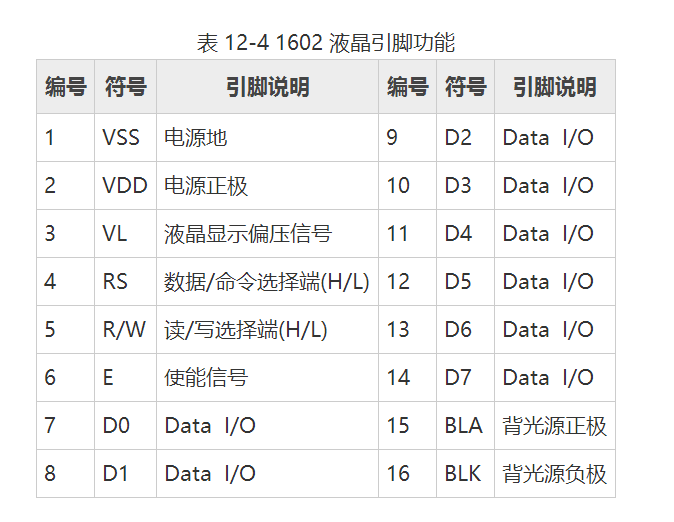 表 12-4 1602 液晶引脚功能
编号 符号 引脚说明 编号 符号 引脚说明
1 VSS 电源地 9 D2 Data I/O
2 VDD 电源正极 10 D3 Data I/O
3 VL 液晶显示偏压信号 11 D4 Data I/O
4 RS 数据/命令选择端(H/L) 12 D5 Data I/O
5 R/W 读/写选择端(H/L) 13 D6 Data I/O
6 E 使能信号 14 D7 Data I/O
7 D0 Data I/O 15 BLA 背光源正极
8 D1 Data I/O 16 BLK 背光源负极